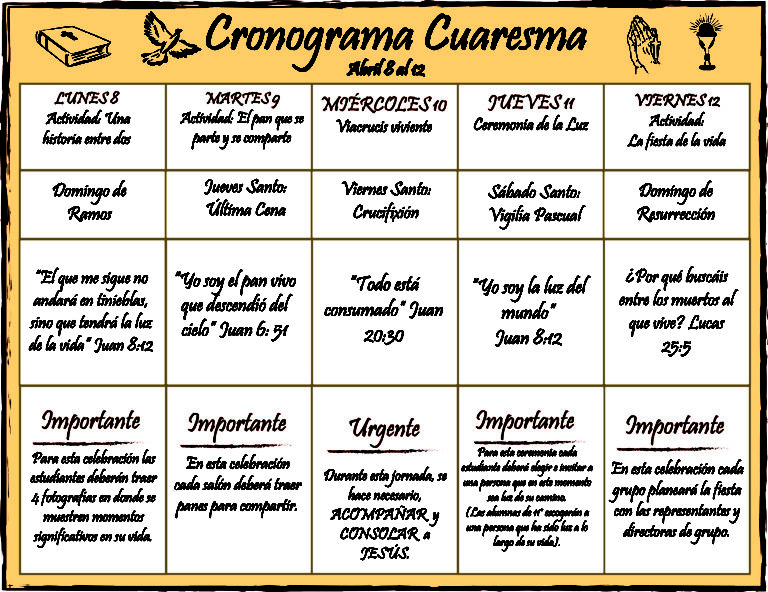 Cronograma Cuaresma
Abril 8 al 12
LUNES 8
Actividad: Una
historia entre dos
MARTES 9
Actividad: El pan que se
parte y se comparte
MIÉRCOLES 10
Viacrucis viviente
JUEVES 11
Ceremonia de la Luz
VIERNES 12
Actividad:
La fiesta de la vida
Domingo de
Ramos
Jueves Santo:
Última Cena
Viernes Santo:
Crucifixión
Sábado Santo:
Vigilia Pascual
Domingo de
Resurrección
"El que me sigue no
andará en tinieblas,
sino que tendrá la luz
de la vida" Juan 8:12
"Yo soy el pan vivo
que descendió del
cielo" Juan 6: 51
"Todo está
consumado" Juan
20:30
"Yo soy la luz del
mundo"
Juan 8:12
¿Por qué buscáis
entre los muertos al
que vive? Lucas
25:5
Importante
Para esta celebración las
estudiantes deberán traer
4 fotografías en donde se
muestren momentos
significativos en su vida.
Importante
En esta celebración
cada salón deberá traer
panes para compartir.
Urgente
Durante esta jornada, se
hace necesario,
ACOMPAÑAR y
CONSOLAR a
JESÚS.
Importante
Para esta ceremonia cada
estudiante deberá elegir e invitar a
una persona que en este momento
sea luz de su camino.
(Las alumnas de 11° escogerán a
una persona que ha sido luz a lo
largo de su vida).
Importante
En esta celebración cada
grupo planeará la fiesta
con las representantes y
directoras de grupo.